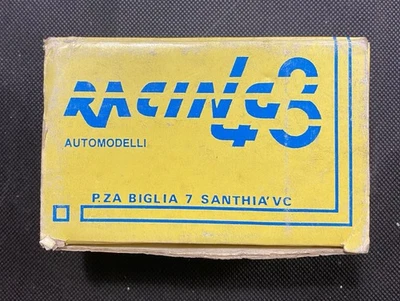 RACING 43
AUTOMODELLI
P.ZA BIGLIA 7 SANTHIA' VC